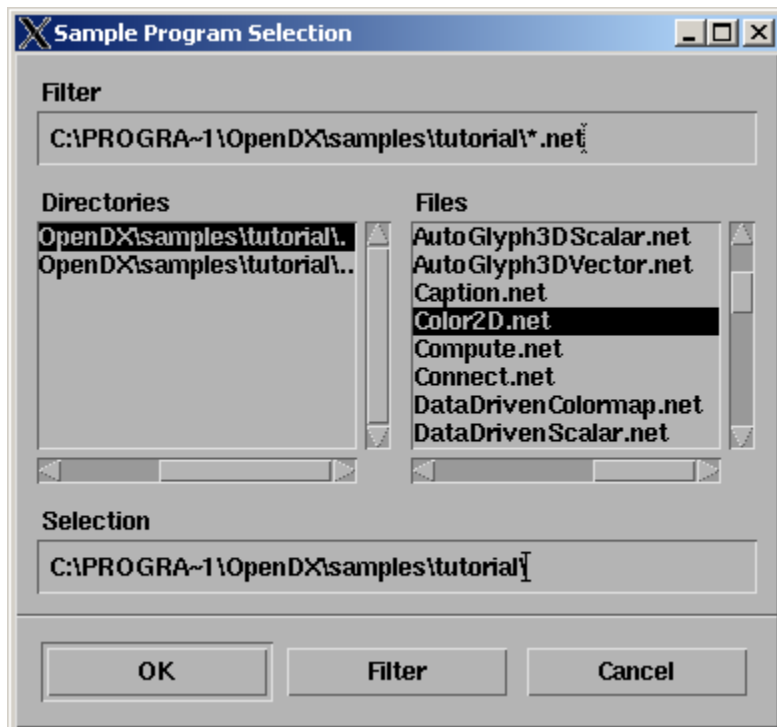 Sample Program Selection
Filter
C:\PROGRA~1\OpenDX\samples\tutorial\*.net
Directories
OpenDX\samples\tutorial\.
OpenDX\samples\tutorial\..
Files
AutoGlyph3DScalar.net
AutoGlyph3DVector.net
Caption.net
Color2D.net
Compute.net
Connect.net
DataDrivenColormap.net
DataDrivenScalar.net
Selection
C:\PROGRA~1\OpenDX\samples\tutorial\
OK
Filter
Cancel